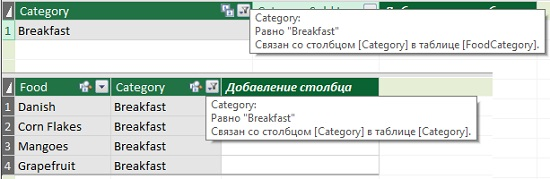 Category
1 Breakfast
Category:
Равно "Breakfast"
Связан со столбцом [Category] в таблице [FoodCategory].
Food Category Добавление столбца
1 Danish Breakfast
2 Corn Flakes Breakfast
3 Mangoes Breakfast
4 Grapefruit Breakfast
Category:
Равно "Breakfast"
Связан со столбцом [Category] в таблице [Category].